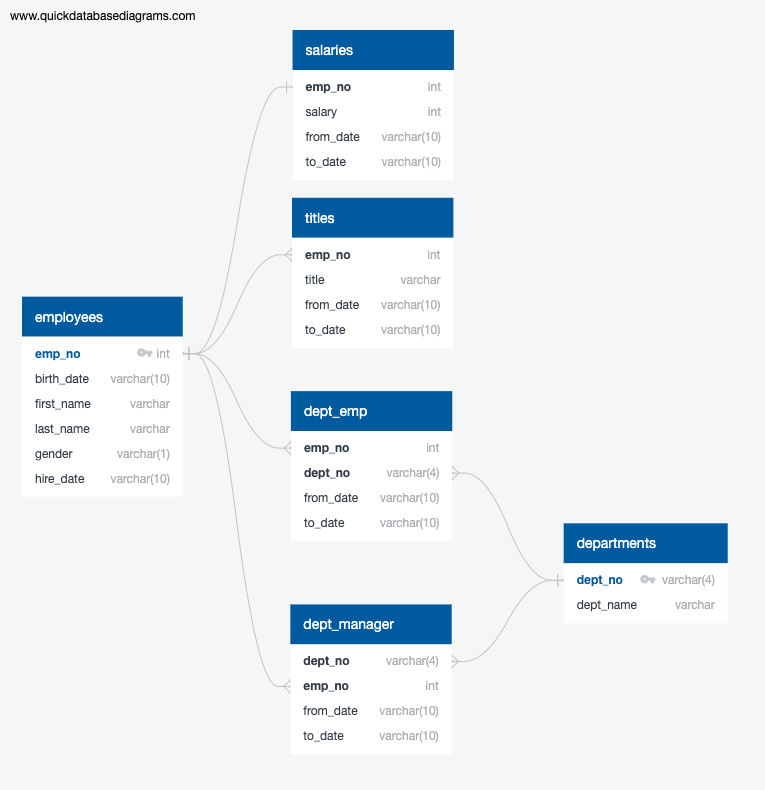 www.quickdatabasediagrams.com
salaries
emp_no int
salary int
from_date varchar(10)
to_date varchar(10)
titles
emp_no int
title varchar
from_date varchar(10)
to_date varchar(10)
employees
emp_no int
birth_date varchar(10)
first_name varchar
last_name varchar
gender varchar(1)
hire_date varchar(10)
dept_emp
emp_no int
dept_no varchar(4)
from_date varchar(10)
to_date varchar(10)
departments
dept_no varchar(4)
dept_name varchar
dept_manager
dept_no varchar(4)
emp_no int
from_date varchar(10)
to_date varchar(10)